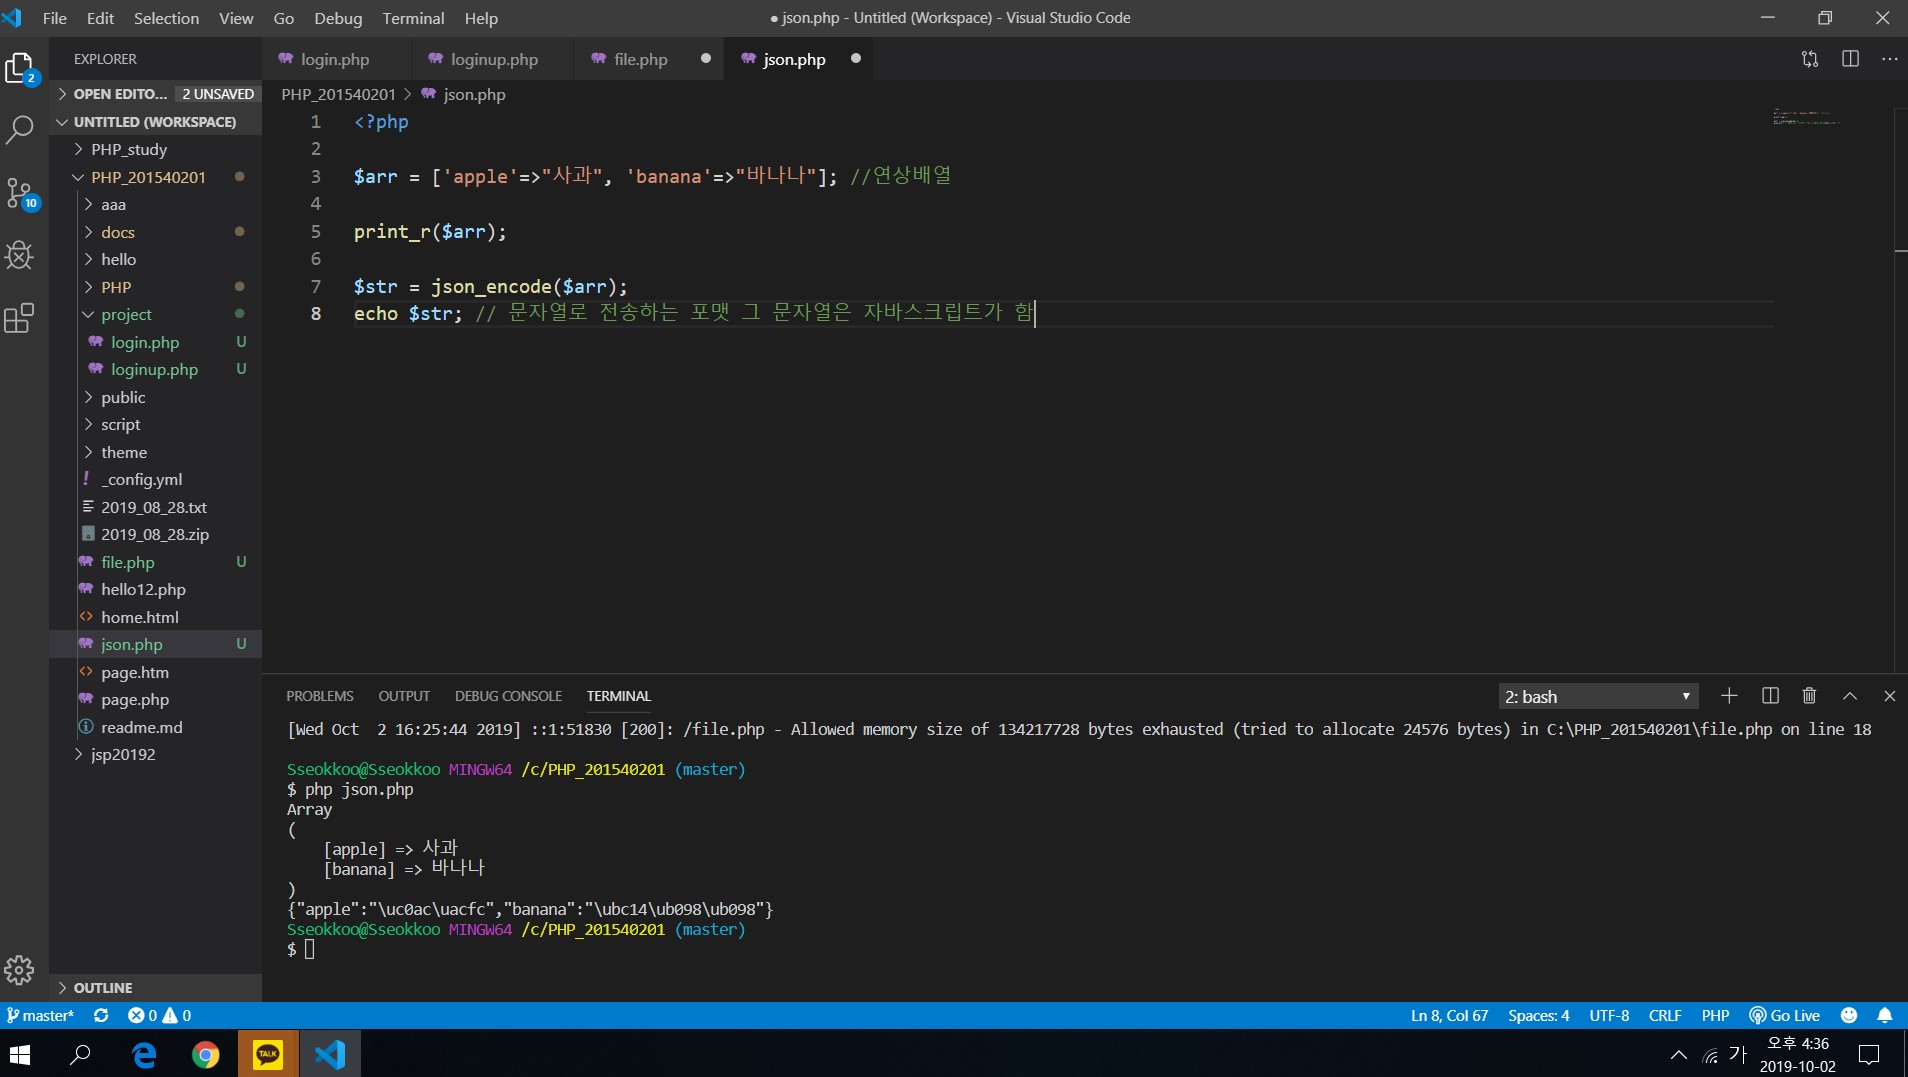 File Edit Selection View Go Debug Terminal Help
● json.php - Untitled (Workspace) - Visual Studio Code
EXPLORER
login.php
loginup.php
file.php
json.php
OPEN EDITO... 2 UNSAVED
UNTITLED (WORKSPACE)
PHP_study
PHP_201540201
aaa
docs
hello
PHP
project
login.php U
loginup.php U
public
script
theme
_config.yml
2019_08_28.txt
2019_08_28.zip
file.php U
hello12.php
home.html
json.php U
page.htm
page.php
readme.md
jsp20192
OUTLINE
2
10
PHP_201540201 > json.php
1 <?php
2
3 $arr = ['apple'=>"사과", 'banana'=>"바나나"]; //연상배열
4
5 print_r($arr);
6
7 $str = json_encode($arr);
8 echo $str; // 문자열로 전송하는 포맷 그 문자열은 자바스크립트가 함
PROBLEMS OUTPUT DEBUG CONSOLE TERMINAL
2: bash
[Wed Oct  2 16:25:44 2019] ::1:51830 [200]: /file.php - Allowed memory size of 134217728 bytes exhausted (tried to allocate 24576 bytes) in C:\PHP_201540201\file.php on line 18
Sseokkoo@Sseokkoo MINGW64 /c/PHP_201540201 (master)
$ php json.php
Array
(
    [apple] => 사과
    [banana] => 바나나
)
{"apple":"\uc0ac\uacfc","banana":"\ubc14\ub098\ub098"}
Sseokkoo@Sseokkoo MINGW64 /c/PHP_201540201 (master)
$
master* 0 0
Ln 8, Col 67 Spaces: 4 UTF-8 CRLF PHP Go Live
TALK
가
오후 4:36
2019-10-02